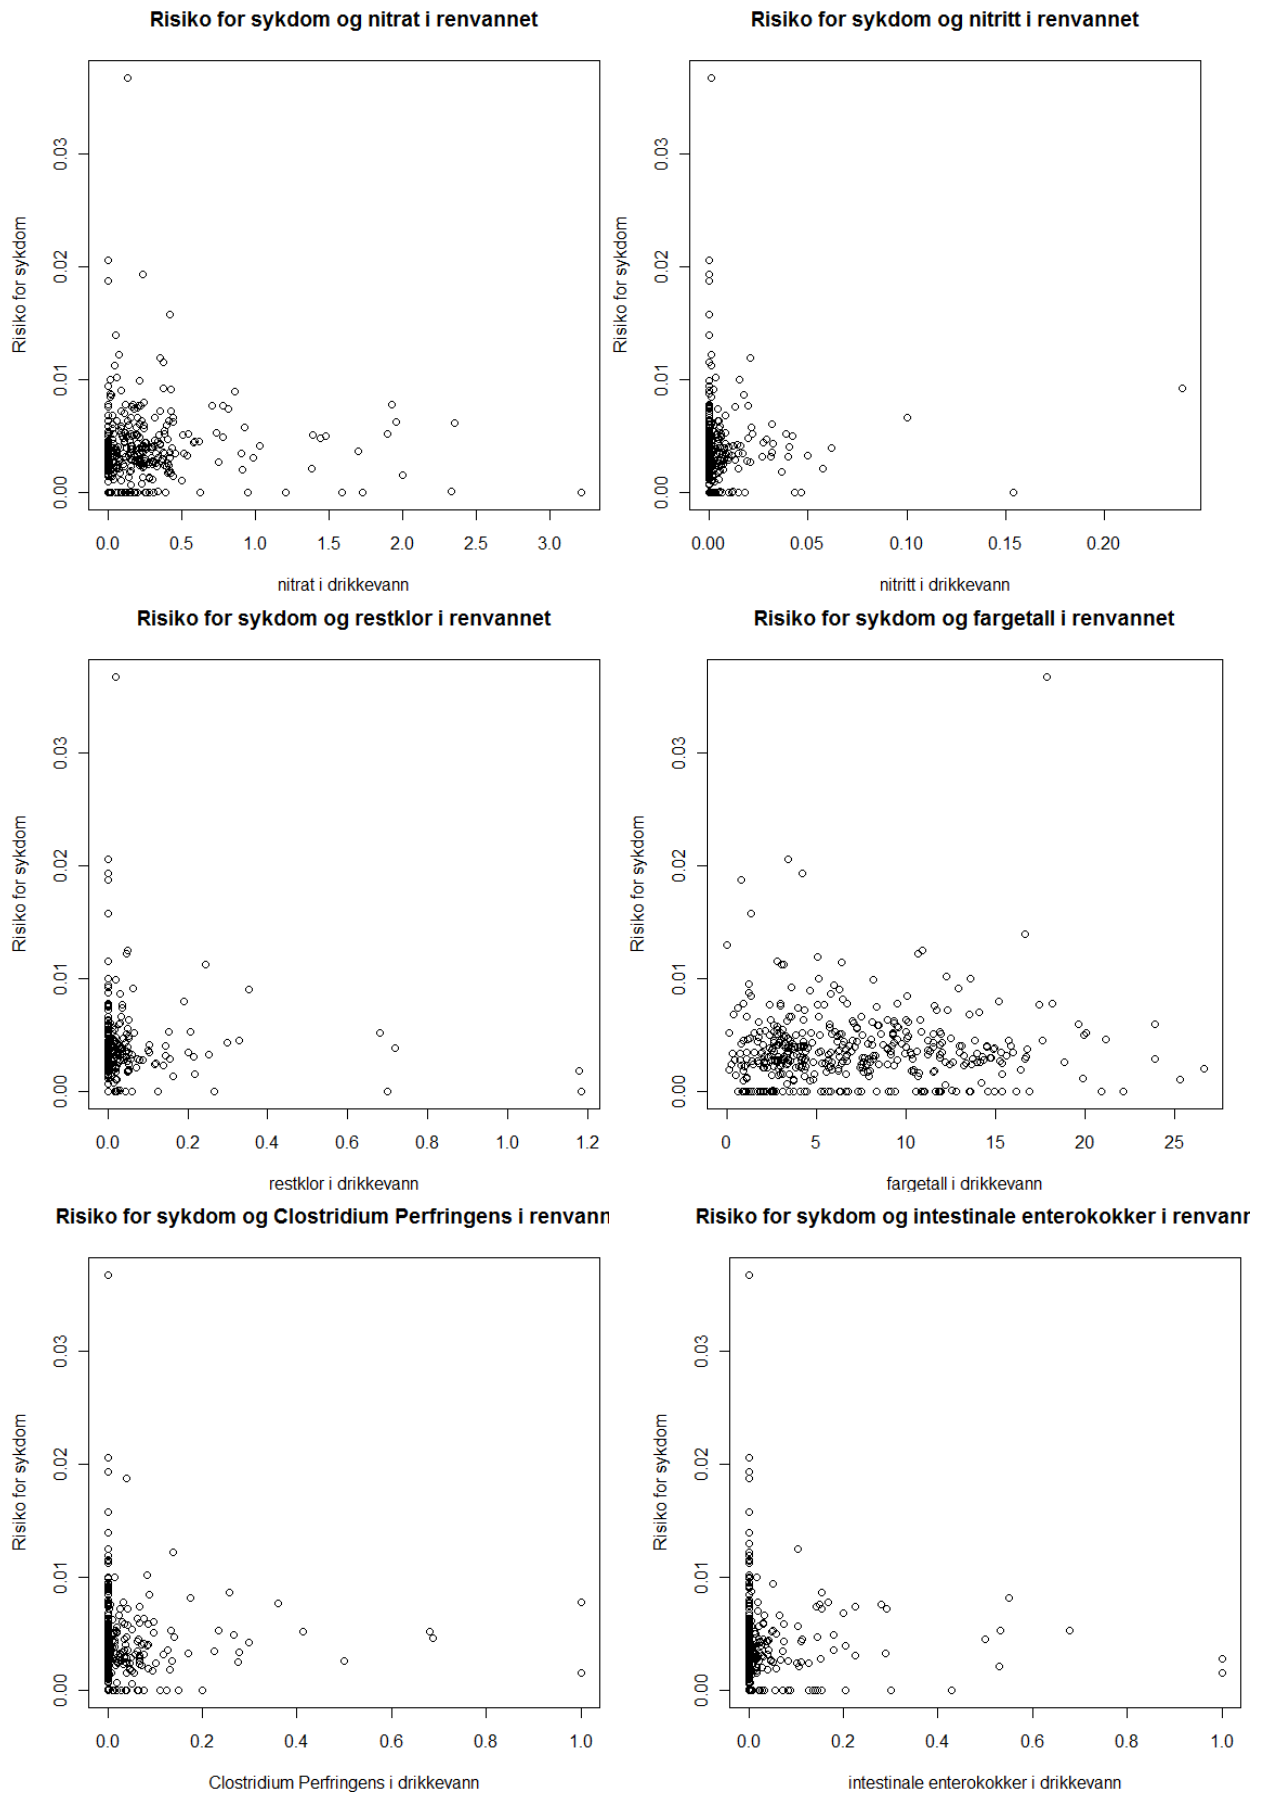 Risiko for sykdom og nitrat i renvannet
Risiko for sykdom
0.00 0.01 0.02 0.03
0.0 0.5 1.0 1.5 2.0 2.5 3.0
nitrat i drikkevann
Risiko for sykdom og nitritt i renvannet
Risiko for sykdom
0.00 0.01 0.02 0.03
0.00 0.05 0.10 0.15 0.20
nitritt i drikkevann
Risiko for sykdom og restklor i renvannet
Risiko for sykdom
0.00 0.01 0.02 0.03
0.0 0.2 0.4 0.6 0.8 1.0 1.2
restklor i drikkevann
Risiko for sykdom og fargetall i renvannet
Risiko for sykdom
0.00 0.01 0.02 0.03
0 5 10 15 20 25
fargetall i drikkevann
Risiko for sykdom og Clostridium Perfringens i renvann
Risiko for sykdom
0.00 0.01 0.02 0.03
0.0 0.2 0.4 0.6 0.8 1.0
Clostridium Perfringens i drikkevann
Risiko for sykdom og intestinale enterokokker i renvann
Risiko for sykdom
0.00 0.01 0.02 0.03
0.0 0.2 0.4 0.6 0.8 1.0
intestinale enterokokker i drikkevann